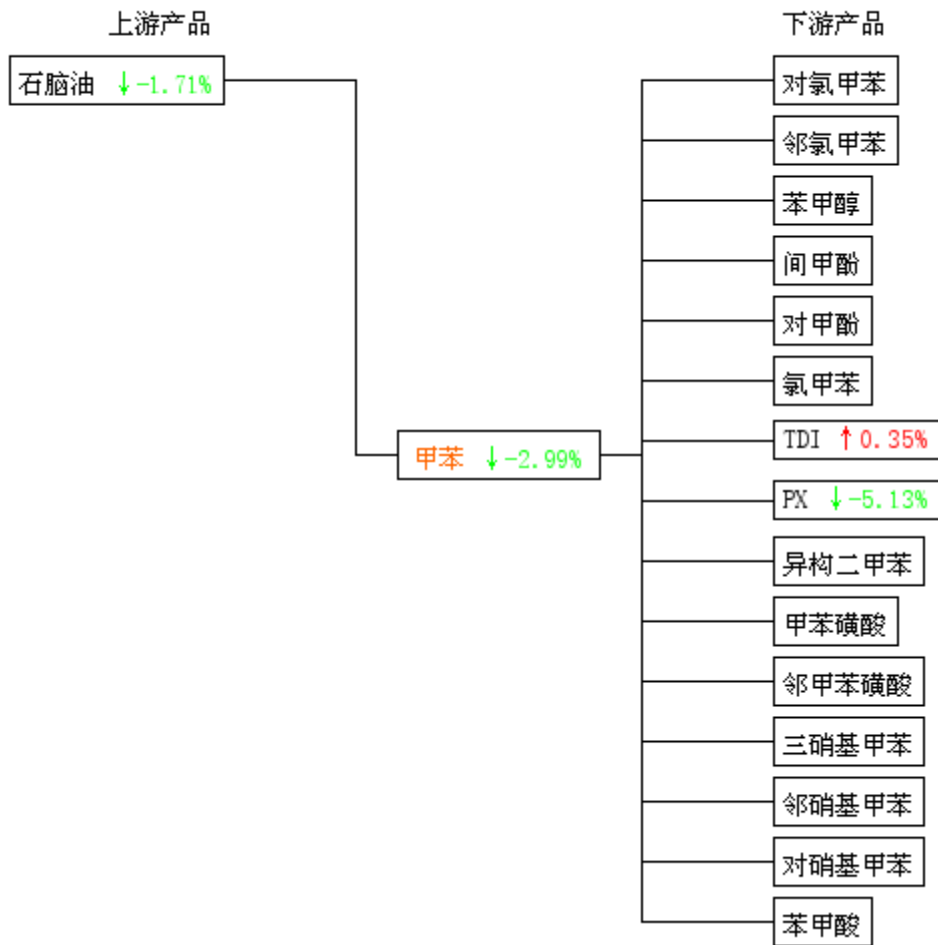 上游产品
下游产品
石脑油 ↓-1.71%
对氯甲苯
邻氯甲苯
苯甲醇
间甲酚
对甲酚
氯甲苯
TDI ↑0.35%
甲苯 ↓-2.99%
PX ↓-5.13%
异构二甲苯
甲苯磺酸
邻甲苯磺酸
三硝基甲苯
邻硝基甲苯
对硝基甲苯
苯甲酸